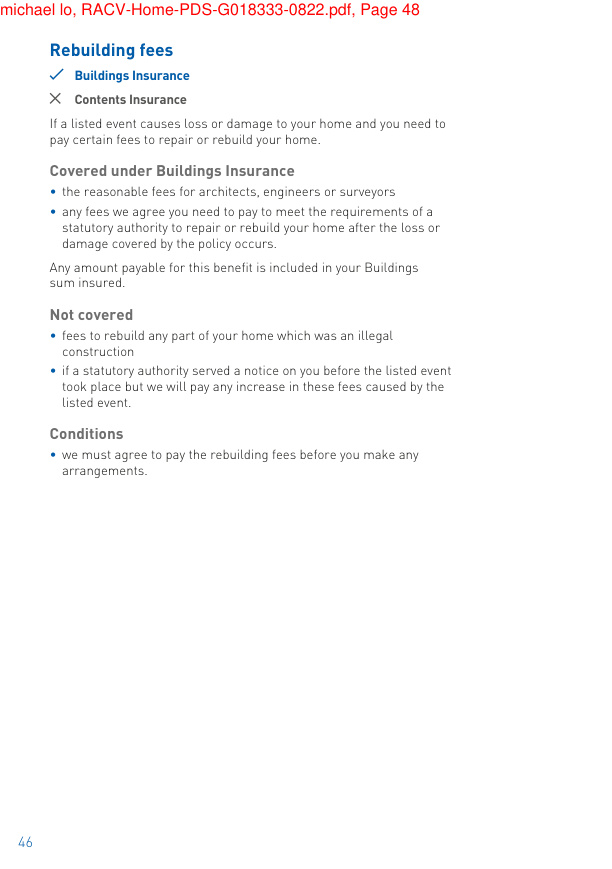 michael lo, RACV-Home-PDS-G018333-0822.pdf, Page 48
Rebuilding fees
✓ Buildings Insurance
✕ Contents Insurance
If a listed event causes loss or damage to your home and you need to
pay certain fees to repair or rebuild your home.
Covered under Buildings Insurance
• the reasonable fees for architects, engineers or surveyors
• any fees we agree you need to pay to meet the requirements of a
statutory authority to repair or rebuild your home after the loss or
damage covered by the policy occurs.
Any amount payable for this benefit is included in your Buildings
sum insured.
Not covered
• fees to rebuild any part of your home which was an illegal
construction
• if a statutory authority served a notice on you before the listed event
took place but we will pay any increase in these fees caused by the
listed event.
Conditions
• we must agree to pay the rebuilding fees before you make any
arrangements.
46